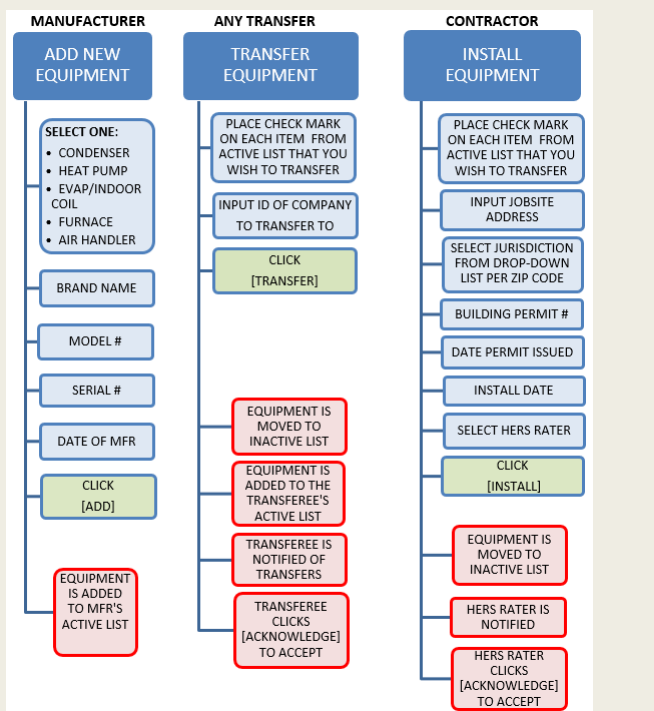 MANUFACTURER
ADD NEW
EQUIPMENT
SELECT ONE:
• CONDENSER
• HEAT PUMP
• EVAP/INDOOR
COIL
• FURNACE
• AIR HANDLER
BRAND NAME
MODEL #
SERIAL #
DATE OF MFR
CLICK
[ADD]
EQUIPMENT
IS ADDED
TO MFR'S
ACTIVE LIST
ANY TRANSFER
TRANSFER
EQUIPMENT
PLACE CHECK MARK
ON EACH ITEM FROM
ACTIVE LIST THAT YOU
WISH TO TRANSFER
INPUT ID OF COMPANY
TO TRANSFER TO
CLICK
[TRANSFER]
EQUIPMENT IS
MOVED TO
INACTIVE LIST
EQUIPMENT IS
ADDED TO THE
TRANSFEREE'S
ACTIVE LIST
TRANSFEREE IS
NOTIFIED OF
TRANSFERS
TRANSFEREE
CLICKS
[ACKNOWLEDGE]
TO ACCEPT
CONTRACTOR
INSTALL
EQUIPMENT
PLACE CHECK MARK
ON EACH ITEM FROM
ACTIVE LIST THAT YOU
WISH TO TRANSFER
INPUT JOBSITE
ADDRESS
SELECT JURISDICTION
FROM DROP-DOWN
LIST PER ZIP CODE
BUILDING PERMIT #
DATE PERMIT ISSUED
INSTALL DATE
SELECT HERS RATER
CLICK
[INSTALL]
EQUIPMENT IS
MOVED TO
INACTIVE LIST
HERS RATER IS
NOTIFIED
HERS RATER
CLICKS
[ACKNOWLEDGE]
TO ACCEPT